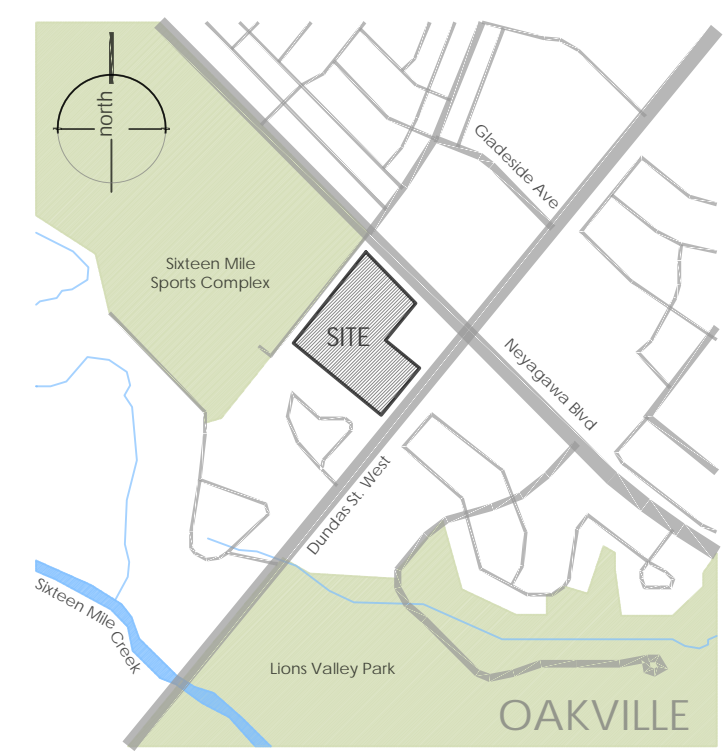 north
Gladeside Ave
Sixteen Mile
Sports Complex
SITE
Neyagawa Blvd
Dundas St. West
Sixteen Mile
Creek
Lions Valley Park
OAKVILLE